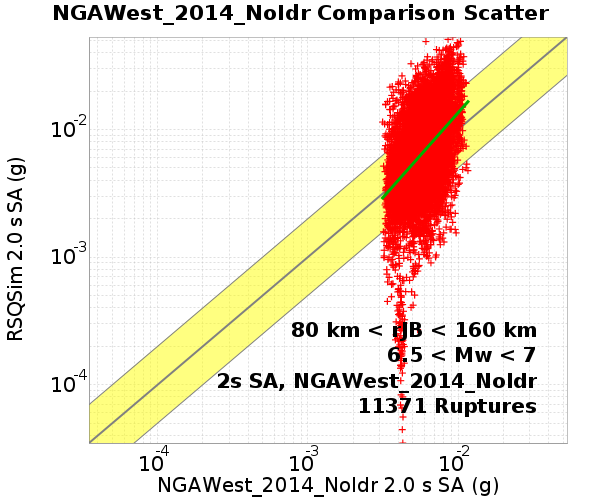 NGAWest_2014_NoIdr Comparison Scatter
RSQSim 2.0 s SA (g)
10-2
10-3
10-4
80 km < rJB < 160 km
6.5 < Mw < 7
2s SA, NGAWest_2014_NoIdr
11371 Ruptures
10-4 10-3 10-2
NGAWest_2014_NoIdr 2.0 s SA (g)